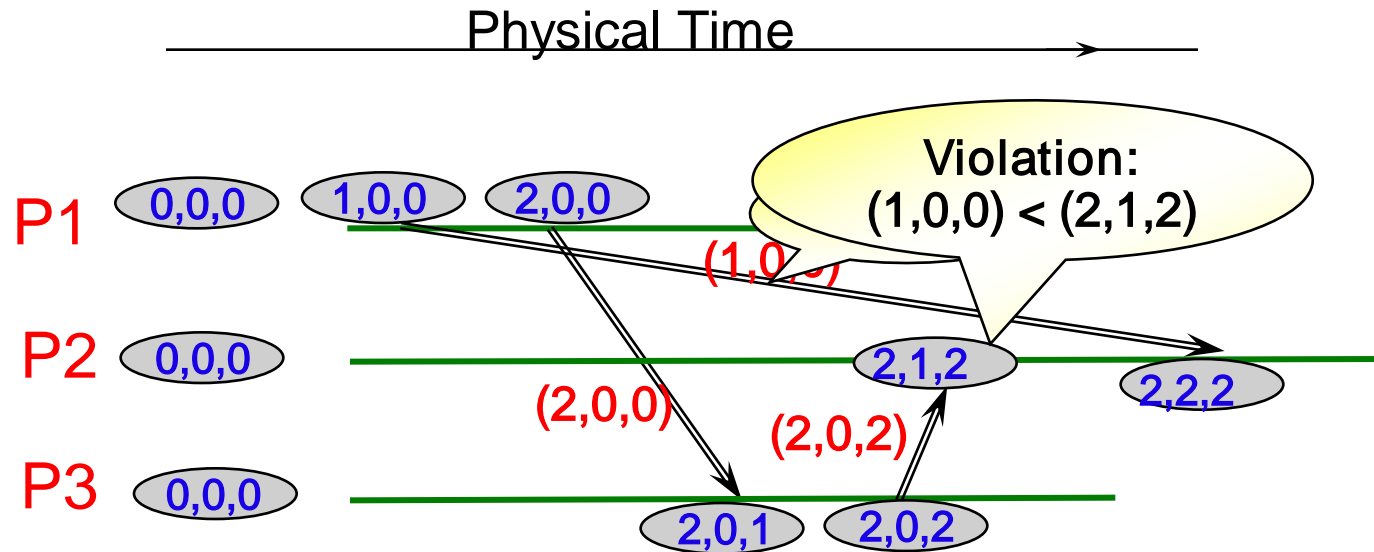 Physical Time
Violation:
(1,0,0) < (2,1,2)
P1
0,0,0
1,0,0
2,0,0
(1,0,0)
P2
0,0,0
2,1,2
2,2,2
(2,0,0)
(2,0,2)
P3
0,0,0
2,0,1
2,0,2